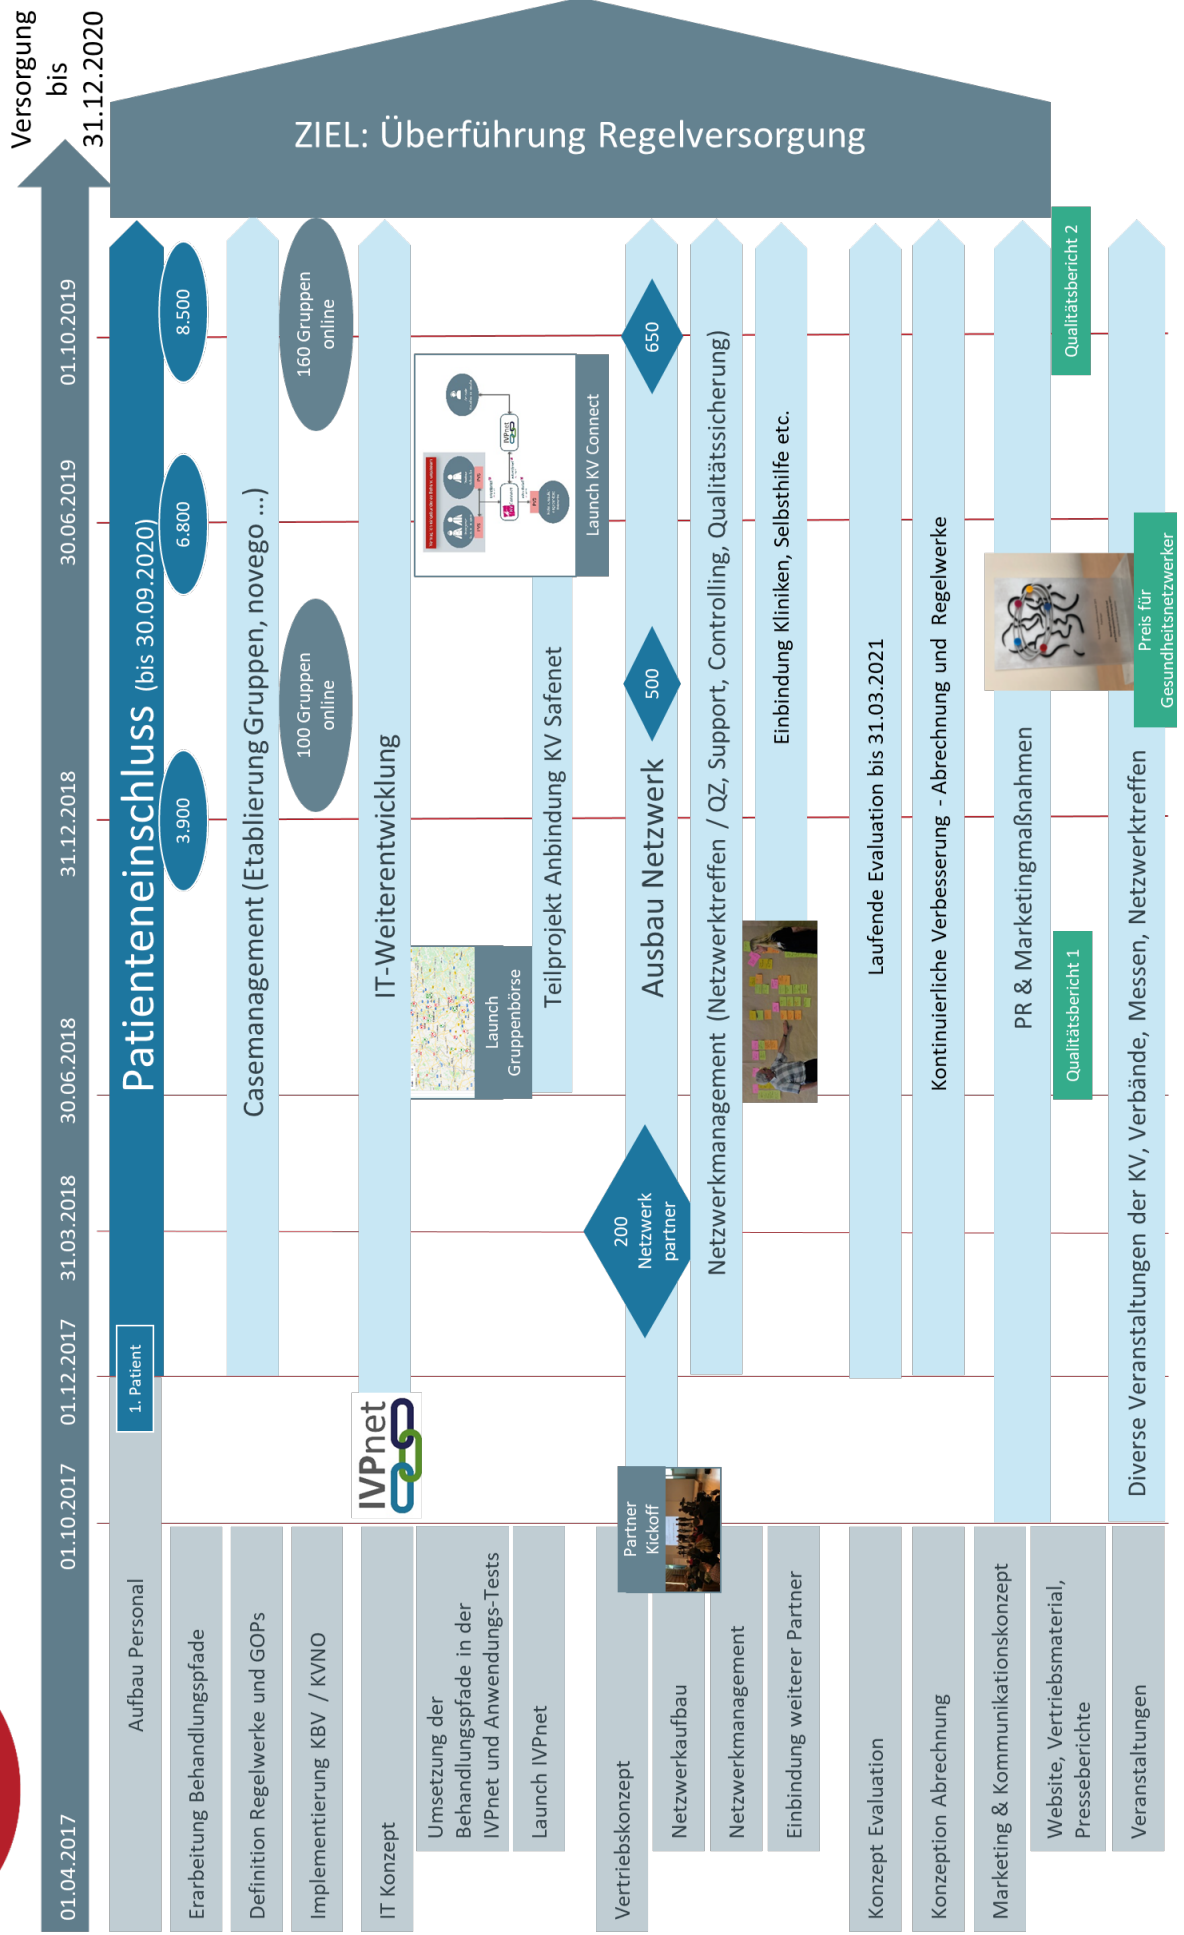 01.04.2017
01.10.2017
01.12.2017
31.03.2018
30.06.2018
31.12.2018
30.06.2019
01.10.2019
Versorgung
bis
31.12.2020
Aufbau Personal
1. Patient
Patienteneinschluss (bis 30.09.2020)
Erarbeitung Behandlungspfade
3.900
6.800
8.500
Definition Regelwerke und GOPs
Casemanagement (Etablierung Gruppen, novego ...)
Implementierung KBV / KVNO
100 Gruppen
online
160 Gruppen
online
IT Konzept
IVPnet
IT-Weiterentwicklung
Umsetzung der
Behandlungspfade in der
IVPnet und Anwendungs-Tests
Launch
Gruppenbörse
IVPnet
Launch KV Connect
Launch IVPnet
Teilprojekt Anbindung KV Safenet
Vertriebskonzept
Partner
Kickoff
200
Netzwerk
partner
Ausbau Netzwerk
500
650
Netzwerkaufbau
Netzwerkmanagement
Netzwerkmanagement (Netzwerktreffen / QZ, Support, Controlling, Qualitätssicherung)
Einbindung weiterer Partner
Einbindung Kliniken, Selbsthilfe etc.
Konzept Evaluation
Laufende Evaluation bis 31.03.2021
Konzeption Abrechnung
Kontinuierliche Verbesserung - Abrechnung und Regelwerke
Marketing & Kommunikationskonzept
PR & Marketingmaßnahmen
Website, Vertriebsmaterial,
Presseberichte
Qualitätsbericht 1
Qualitätsbericht 2
Preis für
Gesundheitsnetzwerker
Veranstaltungen
Diverse Veranstaltungen der KV, Verbände, Messen, Netzwerktreffen
ZIEL: Überführung Regelversorgung